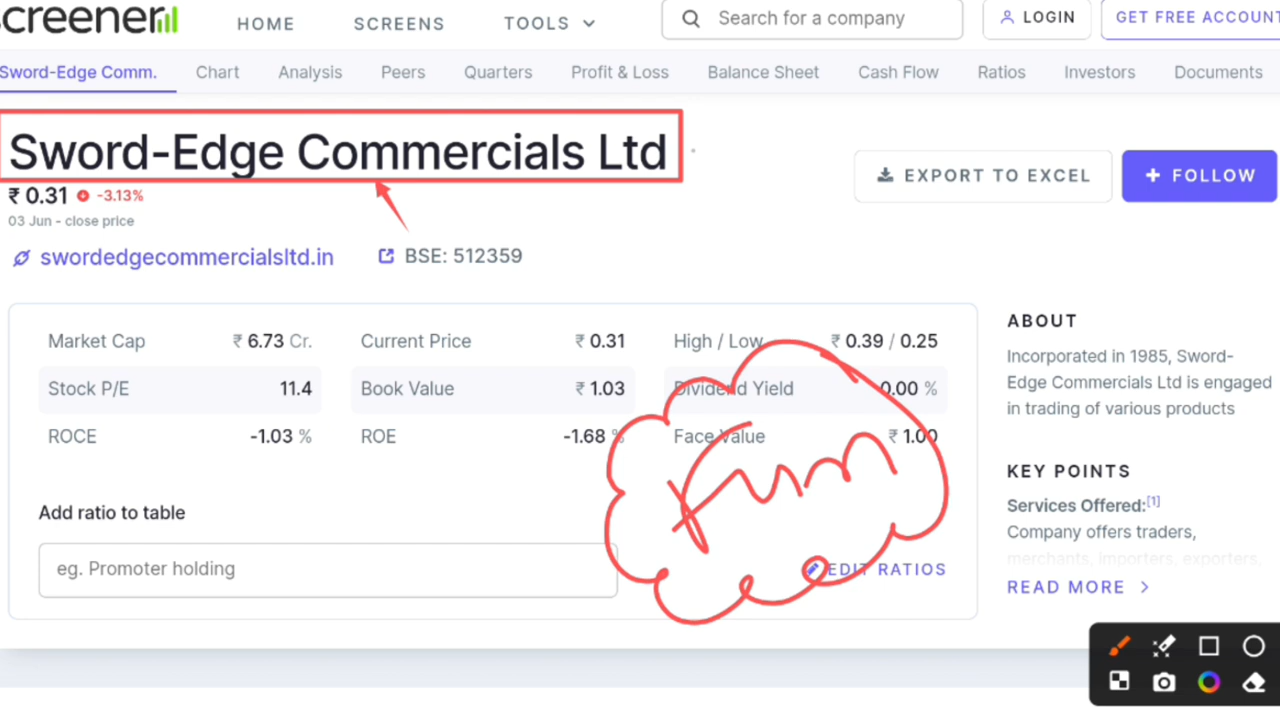 screener
HOME SCREENS TOOLS
Search for a company
LOGIN
GET FREE ACCOUNT
Sword-Edge Comm. Chart Analysis Peers Quarters Profit & Loss Balance Sheet Cash Flow Ratios Investors Documents
Sword-Edge Commercials Ltd
EXPORT TO EXCEL
+ FOLLOW
₹ 0.31 -3.13%
03 Jun - close price
swordedgecommercialsltd.in BSE: 512359
Market Cap ₹ 6.73 Cr.
Current Price ₹ 0.31
High / Low ₹ 0.39 / 0.25
Stock P/E 11.4
Book Value ₹ 1.03
Dividend Yield 0.00 %
ROCE -1.03 %
ROE -1.68 %
Face Value ₹ 1.00
Add ratio to table
eg. Promoter holding
EDIT RATIOS
ABOUT
Incorporated in 1985, Sword-
Edge Commercials Ltd is engaged
in trading of various products
KEY POINTS
Services Offered:[1]
Company offers traders,
merchants, importers, exporters,
READ MORE